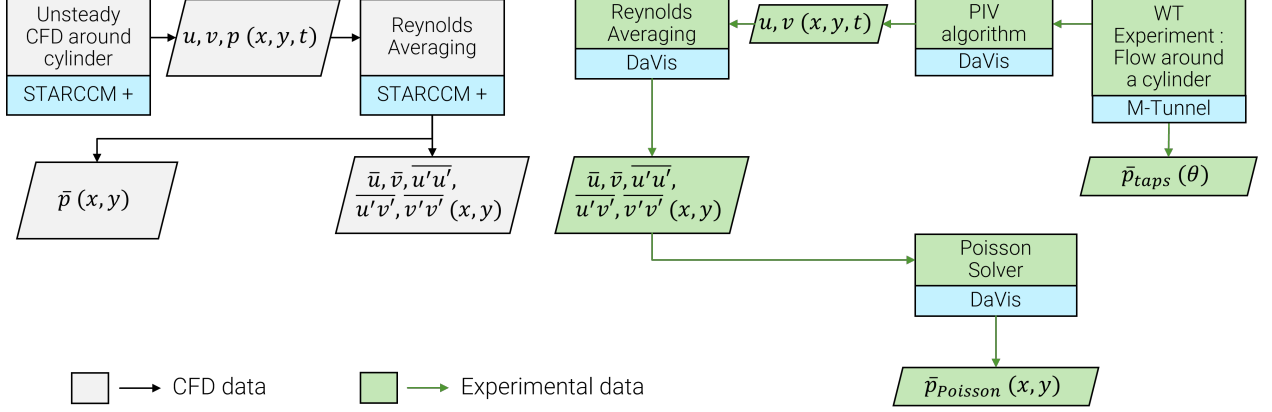 Unsteady
CFD around
cylinder
STARCCM +
u, v, p (x, y, t)
Reynolds
Averaging
STARCCM +
p̄ (x, y)
ū, v̄, u̅'̅u̅'̅,
u̅'̅v̅'̅, v̅'̅v̅'̅ (x, y)
Reynolds
Averaging
DaVis
u, v (x, y, t)
PIV
algorithm
DaVis
WT
Experiment :
Flow around
a cylinder
M-Tunnel
p̄taps (θ)
ū, v̄, u̅'̅u̅'̅,
u̅'̅v̅'̅, v̅'̅v̅'̅ (x, y)
Poisson
Solver
DaVis
p̄Poisson (x, y)
CFD data
Experimental data